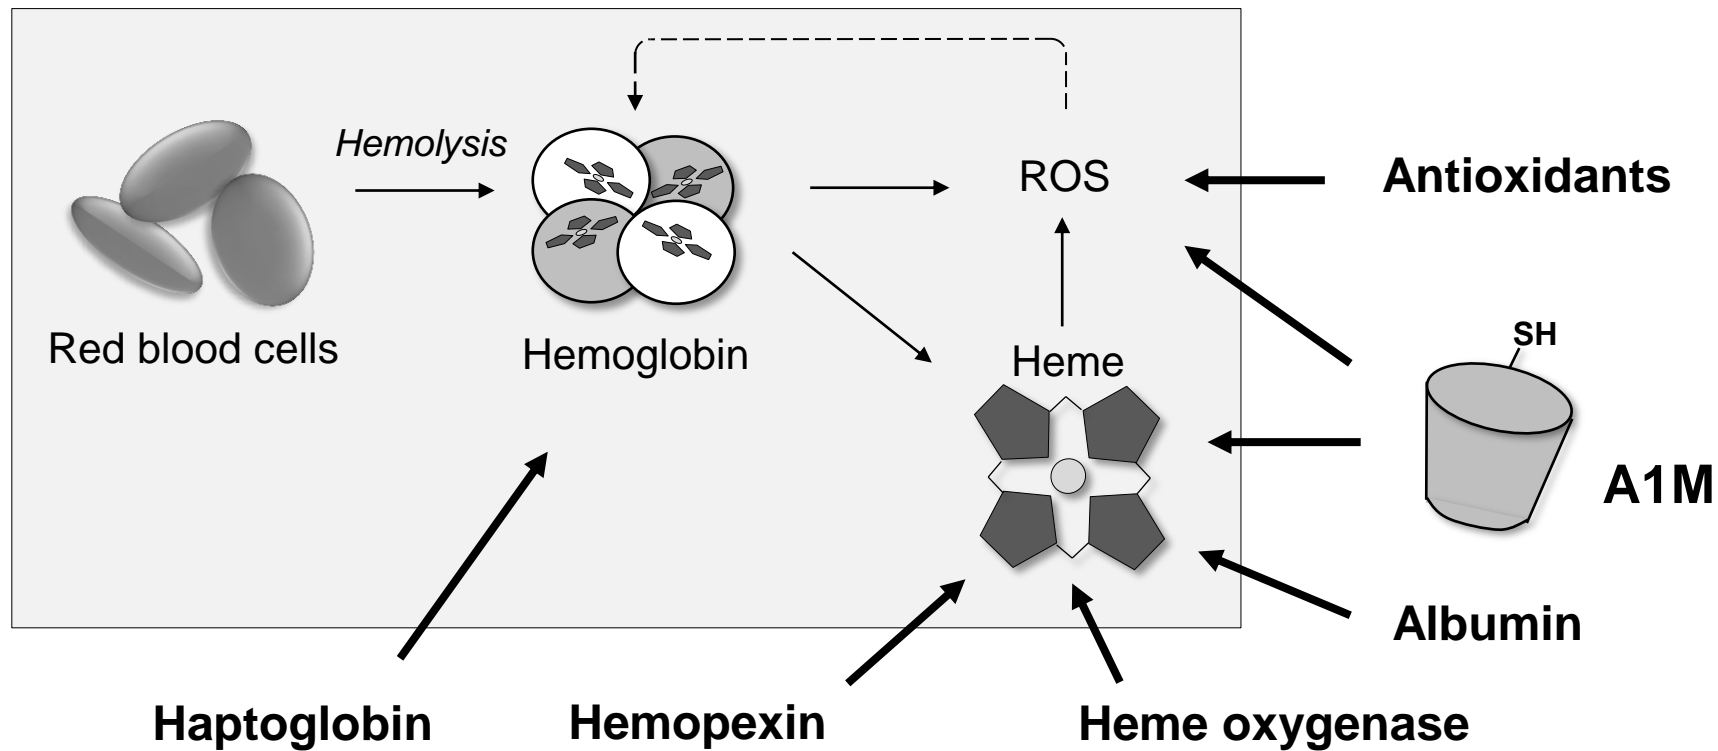 Hemolysis
ROS
Antioxidants
Red blood cells
Hemoglobin
Heme
SH
A1M
Albumin
Haptoglobin
Hemopexin
Heme oxygenase